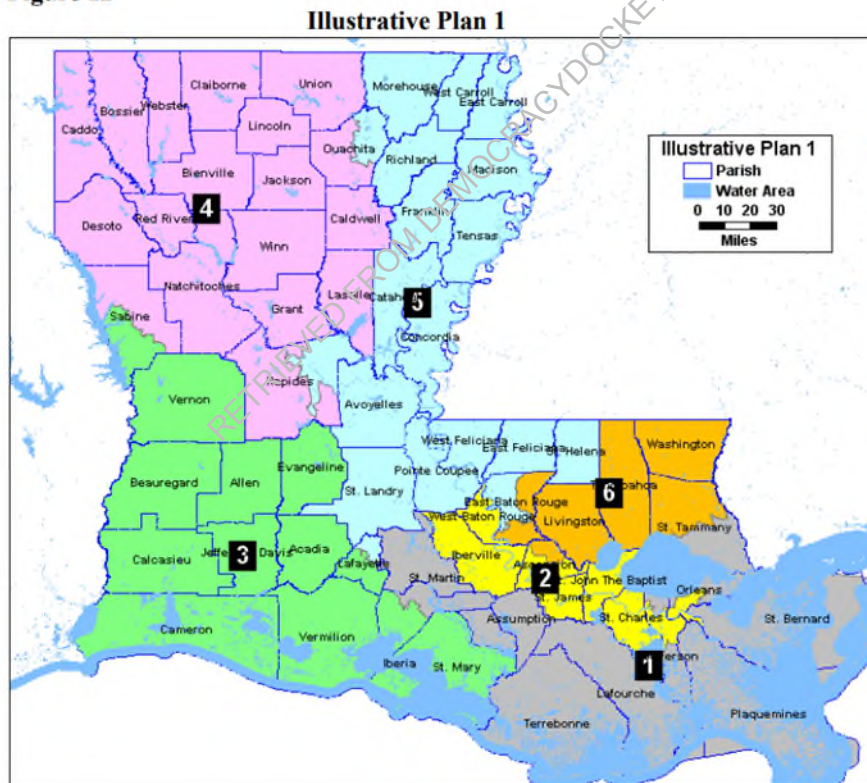 Illustrative Plan 1
RETRIEVED FROM DEMOCRACYDOCKET
Illustrative Plan 1
Parish
Water Area
0 10 20 30
Miles
Caddo
Bossier
Webster
Claiborne
Union
Morehouse
West Carroll
East Carroll
Lincoln
Ouachita
Richland
Madison
Bienville
Jackson
Desoto
Red River
4
Caldwell
Franklin
Tensas
Winn
Natchitoches
Grant
Lasalle
Catahoula
5
Concordia
Sabine
Rapides
Vernon
Avoyelles
West Feliciana
East Feliciana
St. Helena
Washington
Beauregard
Allen
Evangeline
Pointe Coupee
6
St. Landry
East Baton Rouge
West Baton Rouge
Livingston
St. Tammany
Calcasieu
3
Acadia
Lafayette
Iberville
St. Martin
2
St. John The Baptist
Orleans
St. James
Assumption
St. Charles
St. Bernard
Cameron
Vermilion
Iberia
St. Mary
1
Lafourche
Plaquemines
Terrebonne